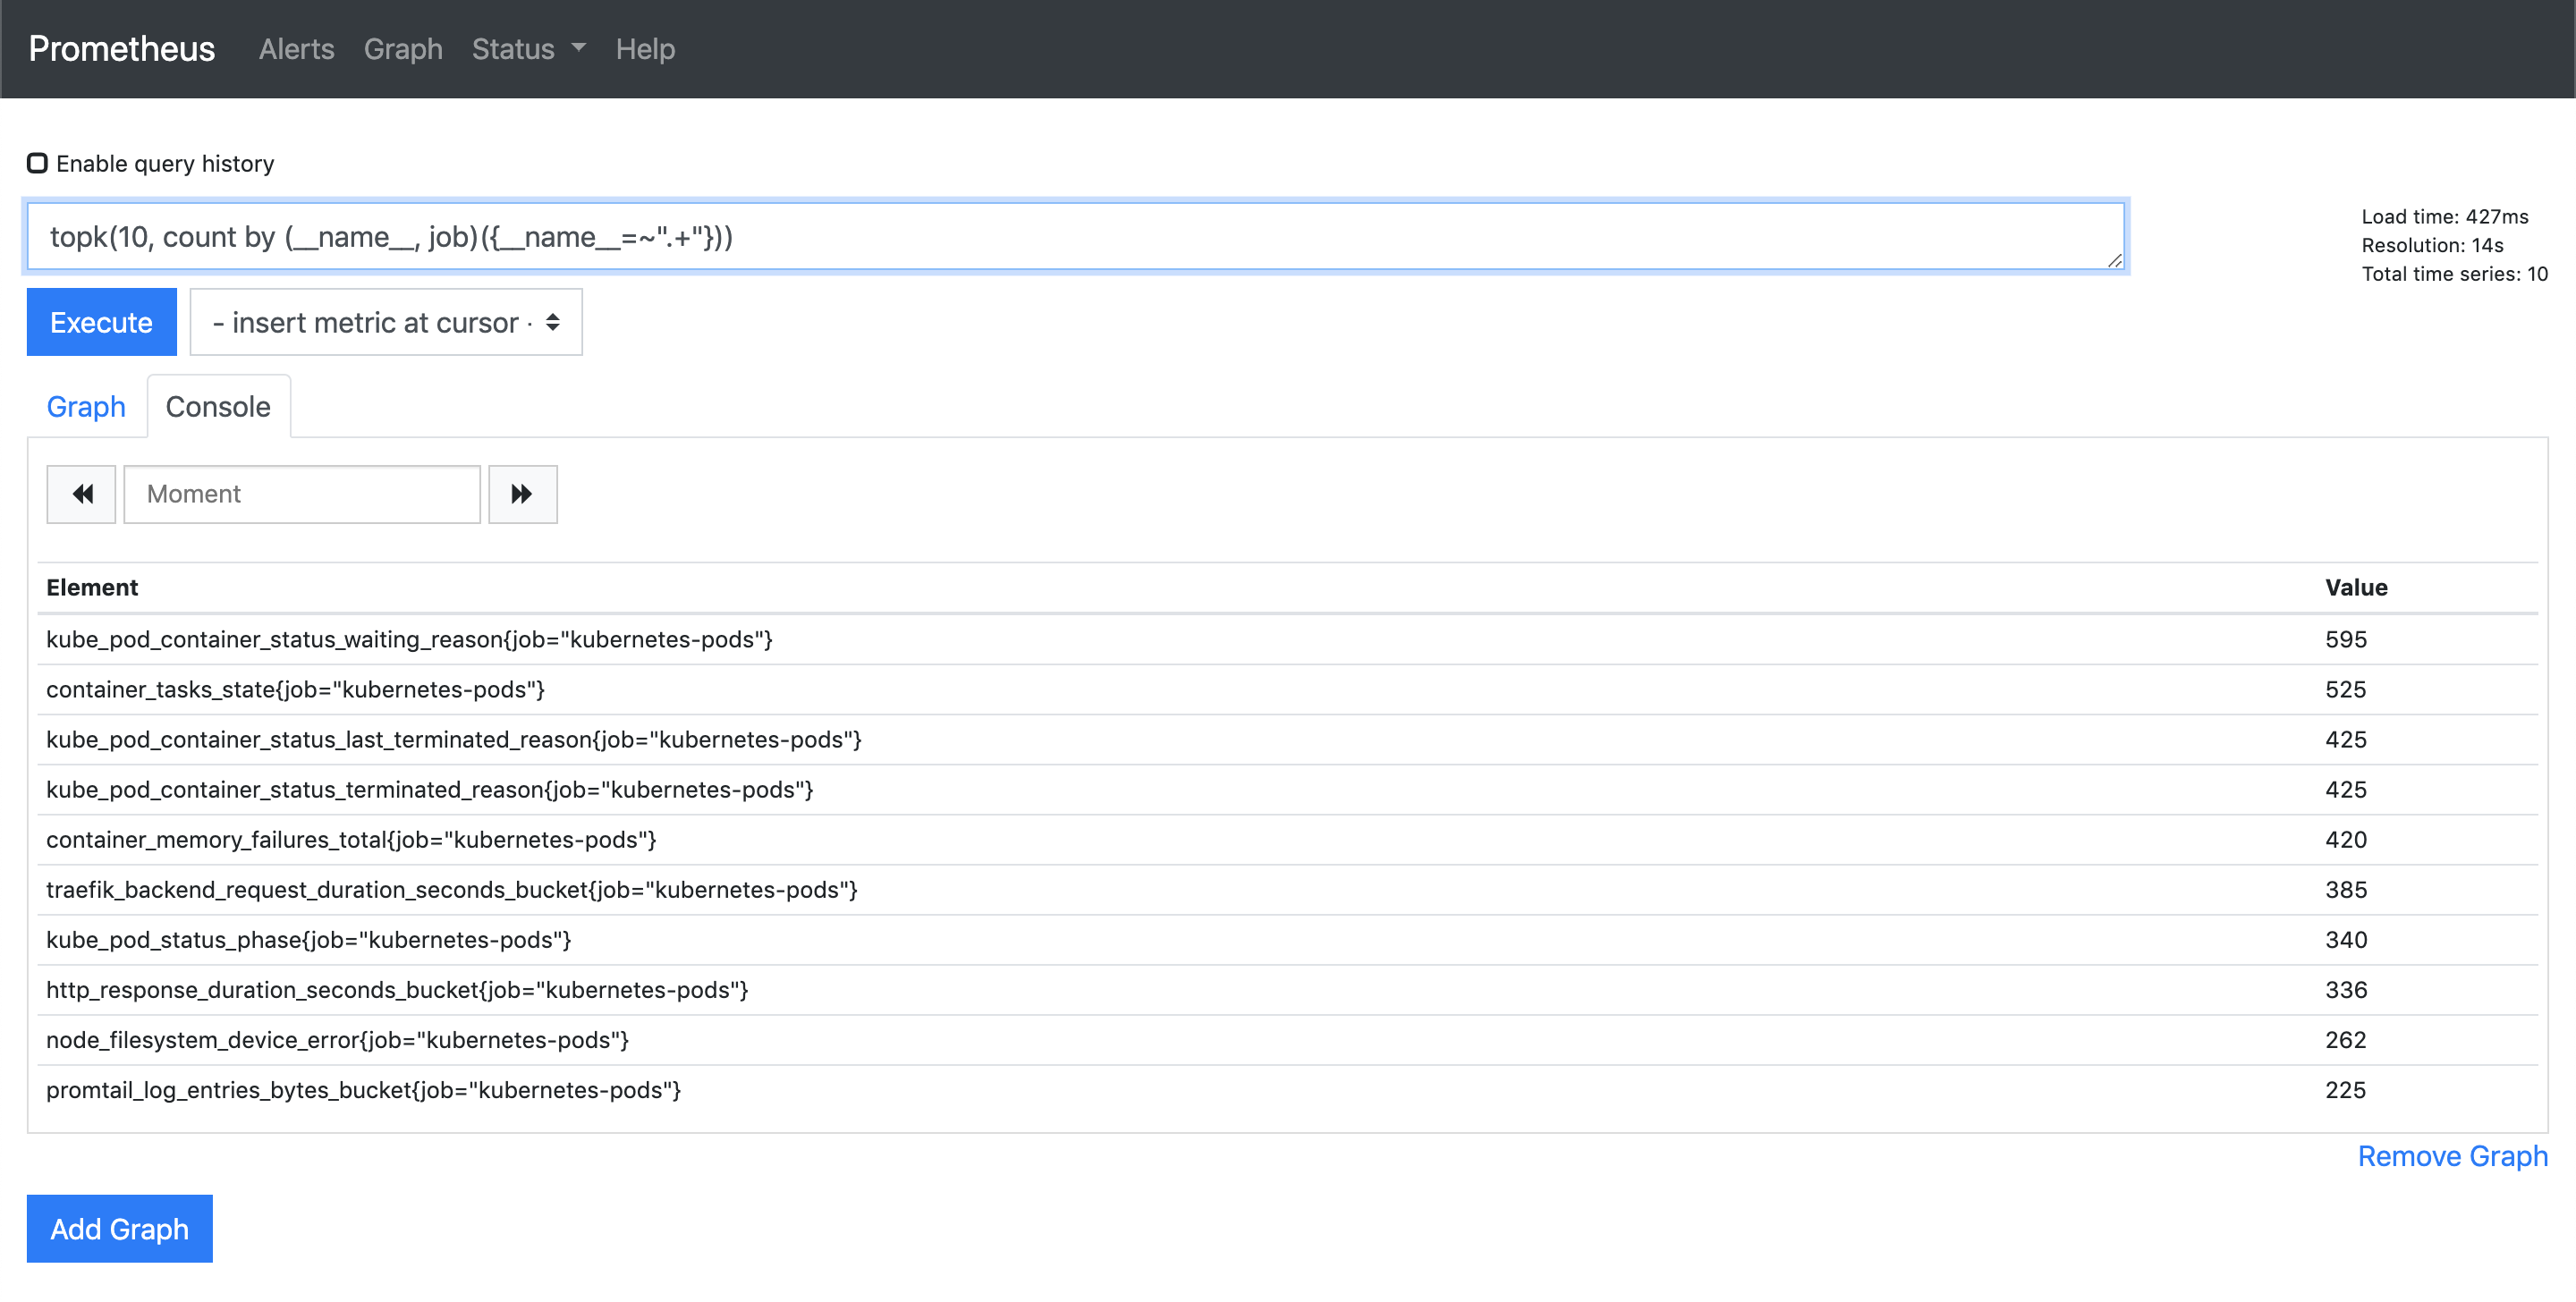 Prometheus Alerts Graph Status Help
Enable query history
topk(10, count by (__name__, job)({__name__=~".+"}))
Load time: 427ms
Resolution: 14s
Total time series: 10
Execute - insert metric at cursor -
Graph Console
Moment
Element Value
kube_pod_container_status_waiting_reason{job="kubernetes-pods"} 595
container_tasks_state{job="kubernetes-pods"} 525
kube_pod_container_status_last_terminated_reason{job="kubernetes-pods"} 425
kube_pod_container_status_terminated_reason{job="kubernetes-pods"} 425
container_memory_failures_total{job="kubernetes-pods"} 420
traefik_backend_request_duration_seconds_bucket{job="kubernetes-pods"} 385
kube_pod_status_phase{job="kubernetes-pods"} 340
http_response_duration_seconds_bucket{job="kubernetes-pods"} 336
node_filesystem_device_error{job="kubernetes-pods"} 262
promtail_log_entries_bytes_bucket{job="kubernetes-pods"} 225
Remove Graph
Add Graph